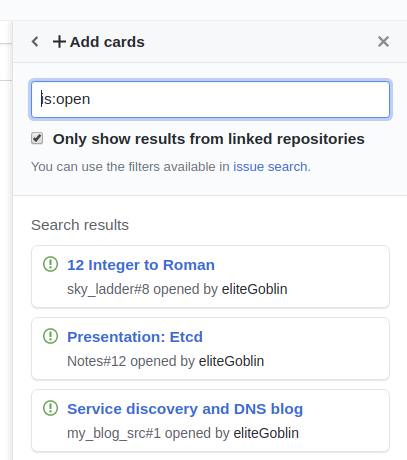 Add cards
is:open
Only show results from linked repositories
You can use the filters available in issue search.
Search results
12 Integer to Roman
sky_ladder#8 opened by eliteGoblin
Presentation: Etcd
Notes#12 opened by eliteGoblin
Service discovery and DNS blog
my_blog_src#1 opened by eliteGoblin